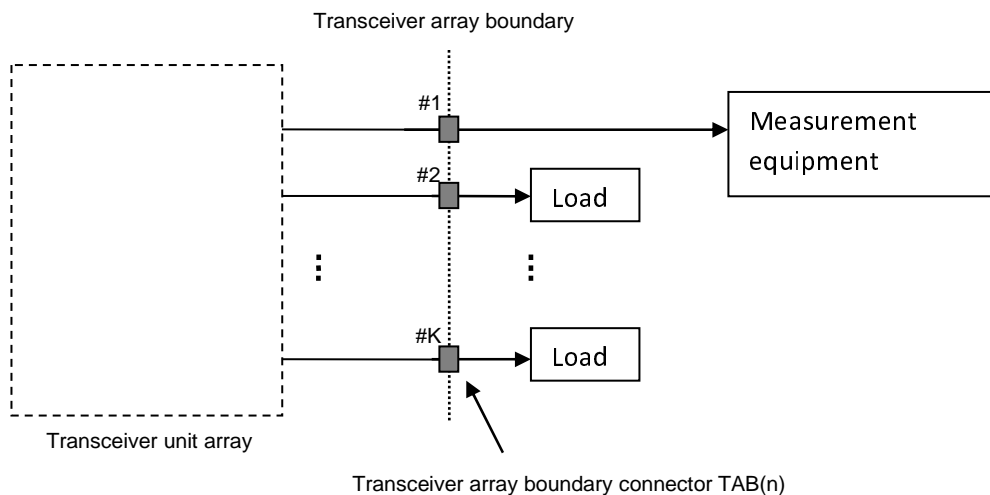 Transceiver array boundary
#1
Measurement
equipment
#2
Load
#K
Load
Transceiver unit array
Transceiver array boundary connector TAB(n)